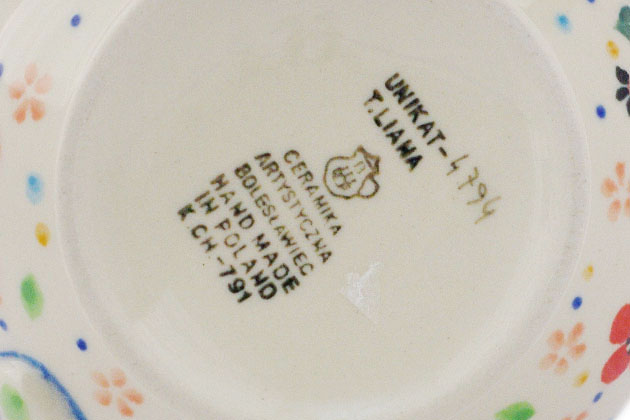 UNIKAT-4794
T.LIANA
CERAMIKA
ARTYSTYCZNA
BOLESŁAWIEC
HAND MADE
IN POLAND
K CH.-791